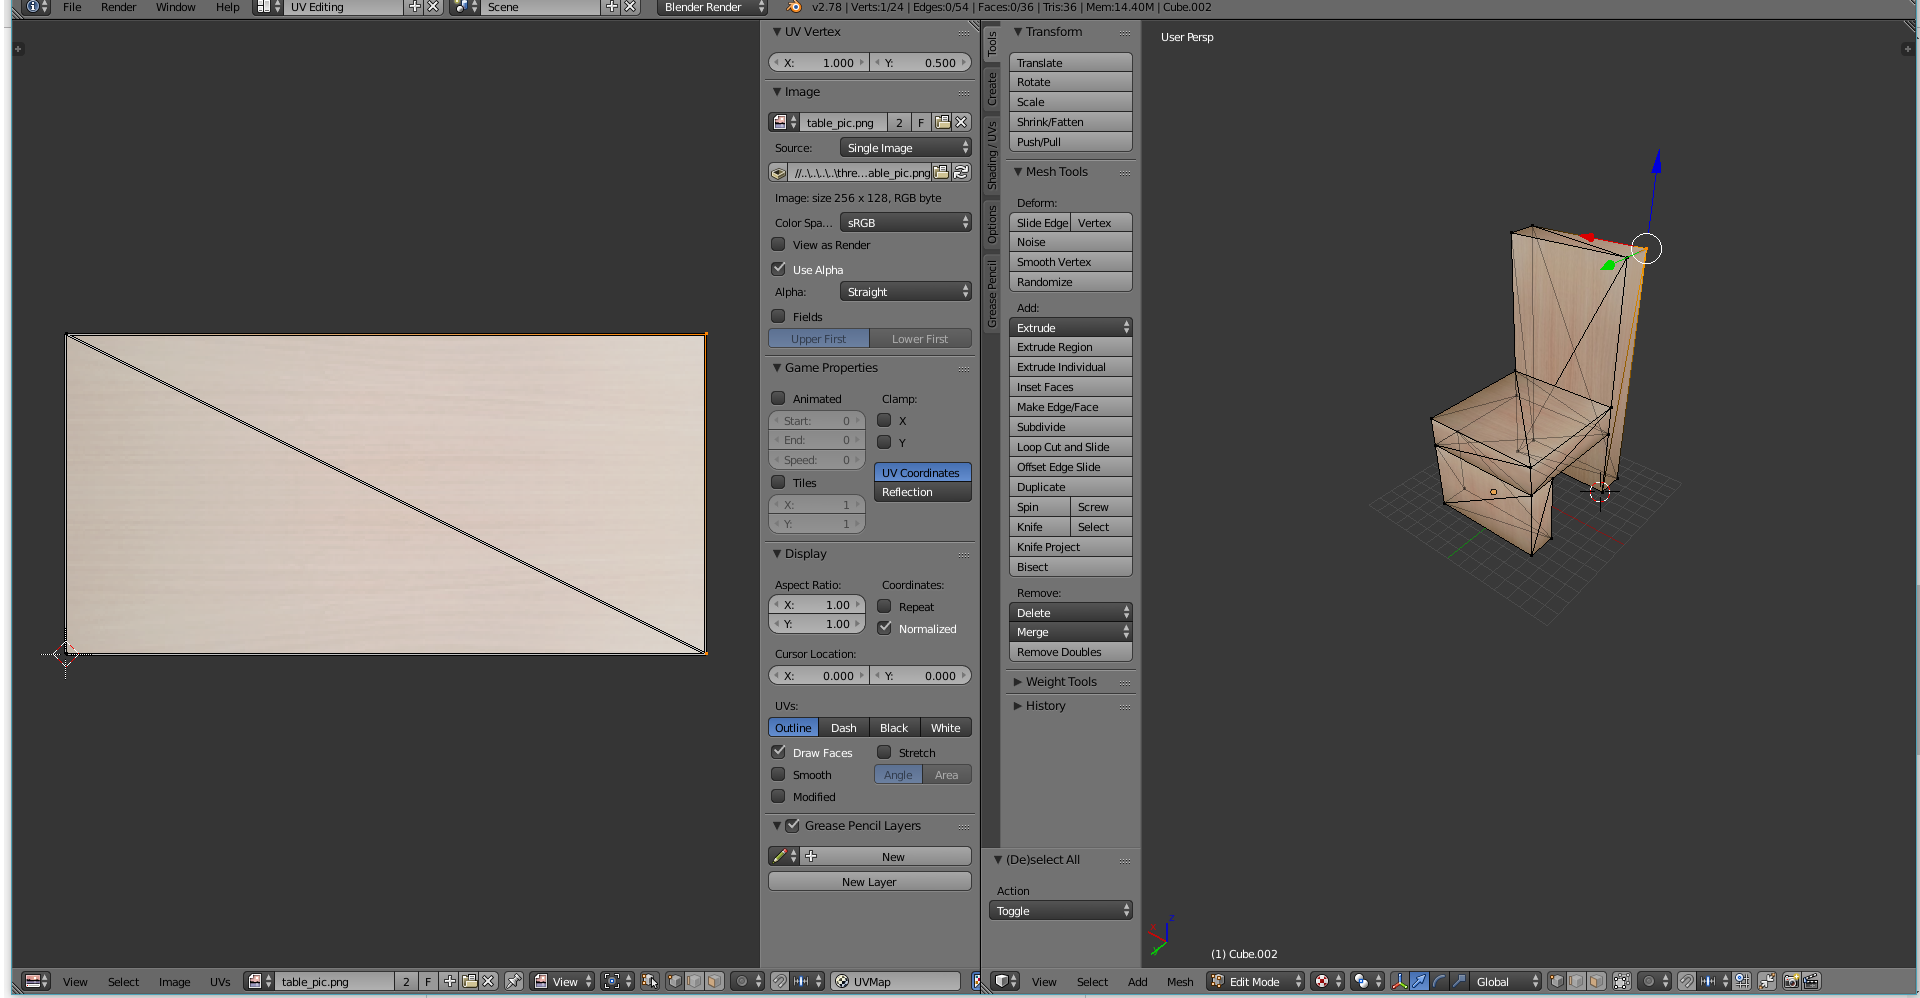 File Render Window Help UV Editing Scene Blender Render v2.78 | Verts:1/24 | Edges:0/54 | Faces:0/36 | Tris:36 | Mem:14.40M | Cube.002
UV Vertex
X: 1.000 Y: 0.500
Image
table_pic.png 2 F
Source: Single Image
//..\..\..\..\thre...able_pic.png
Image: size 256 x 128, RGB byte
Color Spa... sRGB
View as Render
Use Alpha
Alpha: Straight
Fields
Upper First Lower First
Game Properties
Animated Clamp:
Start: 0 X
End: 0 Y
Speed: 0
UV Coordinates
Tiles Reflection
X: 1
Y: 1
Display
Aspect Ratio: Coordinates:
X: 1.00 Repeat
Y: 1.00 Normalized
Cursor Location:
X: 0.000 Y: 0.000
UVs:
Outline Dash Black White
Draw Faces Stretch
Smooth Angle Area
Modified
Grease Pencil Layers
New
New Layer
Tools
Create
Shading / UVs
Options
Grease Pencil
Transform
Translate
Rotate
Scale
Shrink/Fatten
Push/Pull
Mesh Tools
Deform:
Slide Edge Vertex
Noise
Smooth Vertex
Randomize
Add:
Extrude
Extrude Region
Extrude Individual
Inset Faces
Make Edge/Face
Subdivide
Loop Cut and Slide
Offset Edge Slide
Duplicate
Spin Screw
Knife Select
Knife Project
Bisect
Remove:
Delete
Merge
Remove Doubles
Weight Tools
History
(De)select All
Action
Toggle
User Persp
z
(1) Cube.002
View Select Image UVs table_pic.png 2 F View UVMap
View Select Add Mesh Edit Mode Global